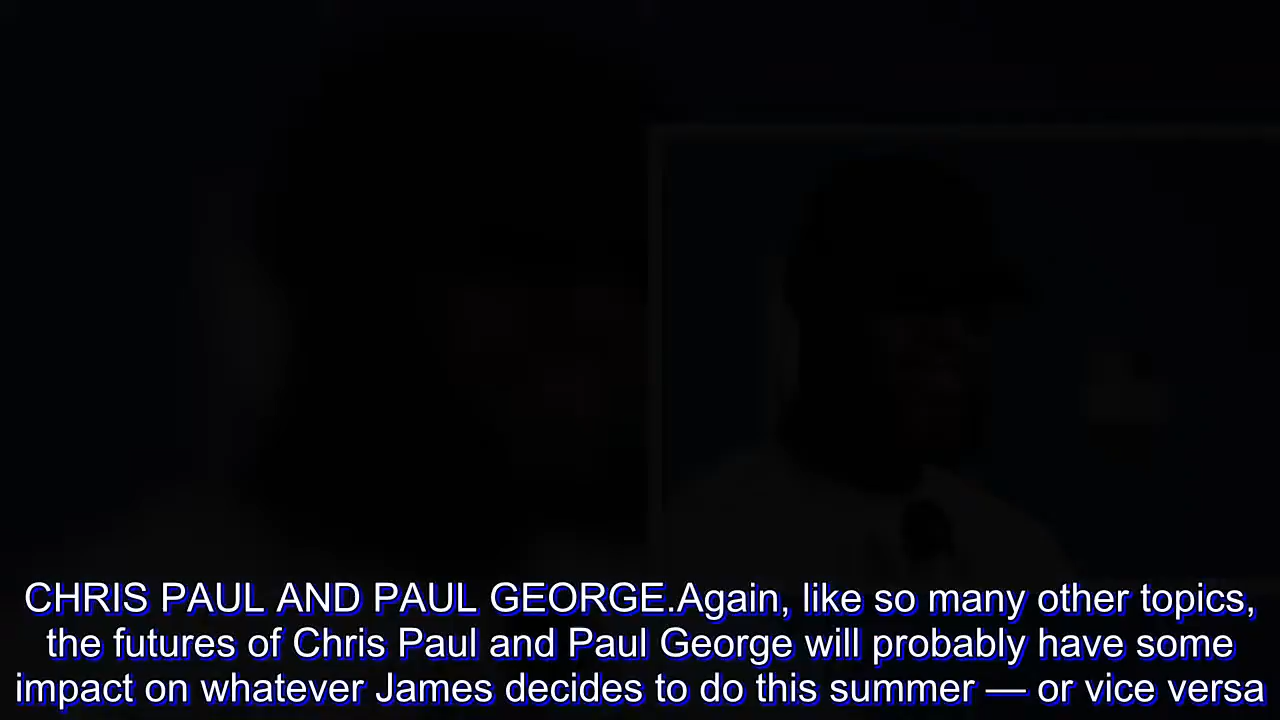 CHRIS PAUL AND PAUL GEORGE.Again, like so many other topics,
the futures of Chris Paul and Paul George will probably have some
impact on whatever James decides to do this summer — or vice versa